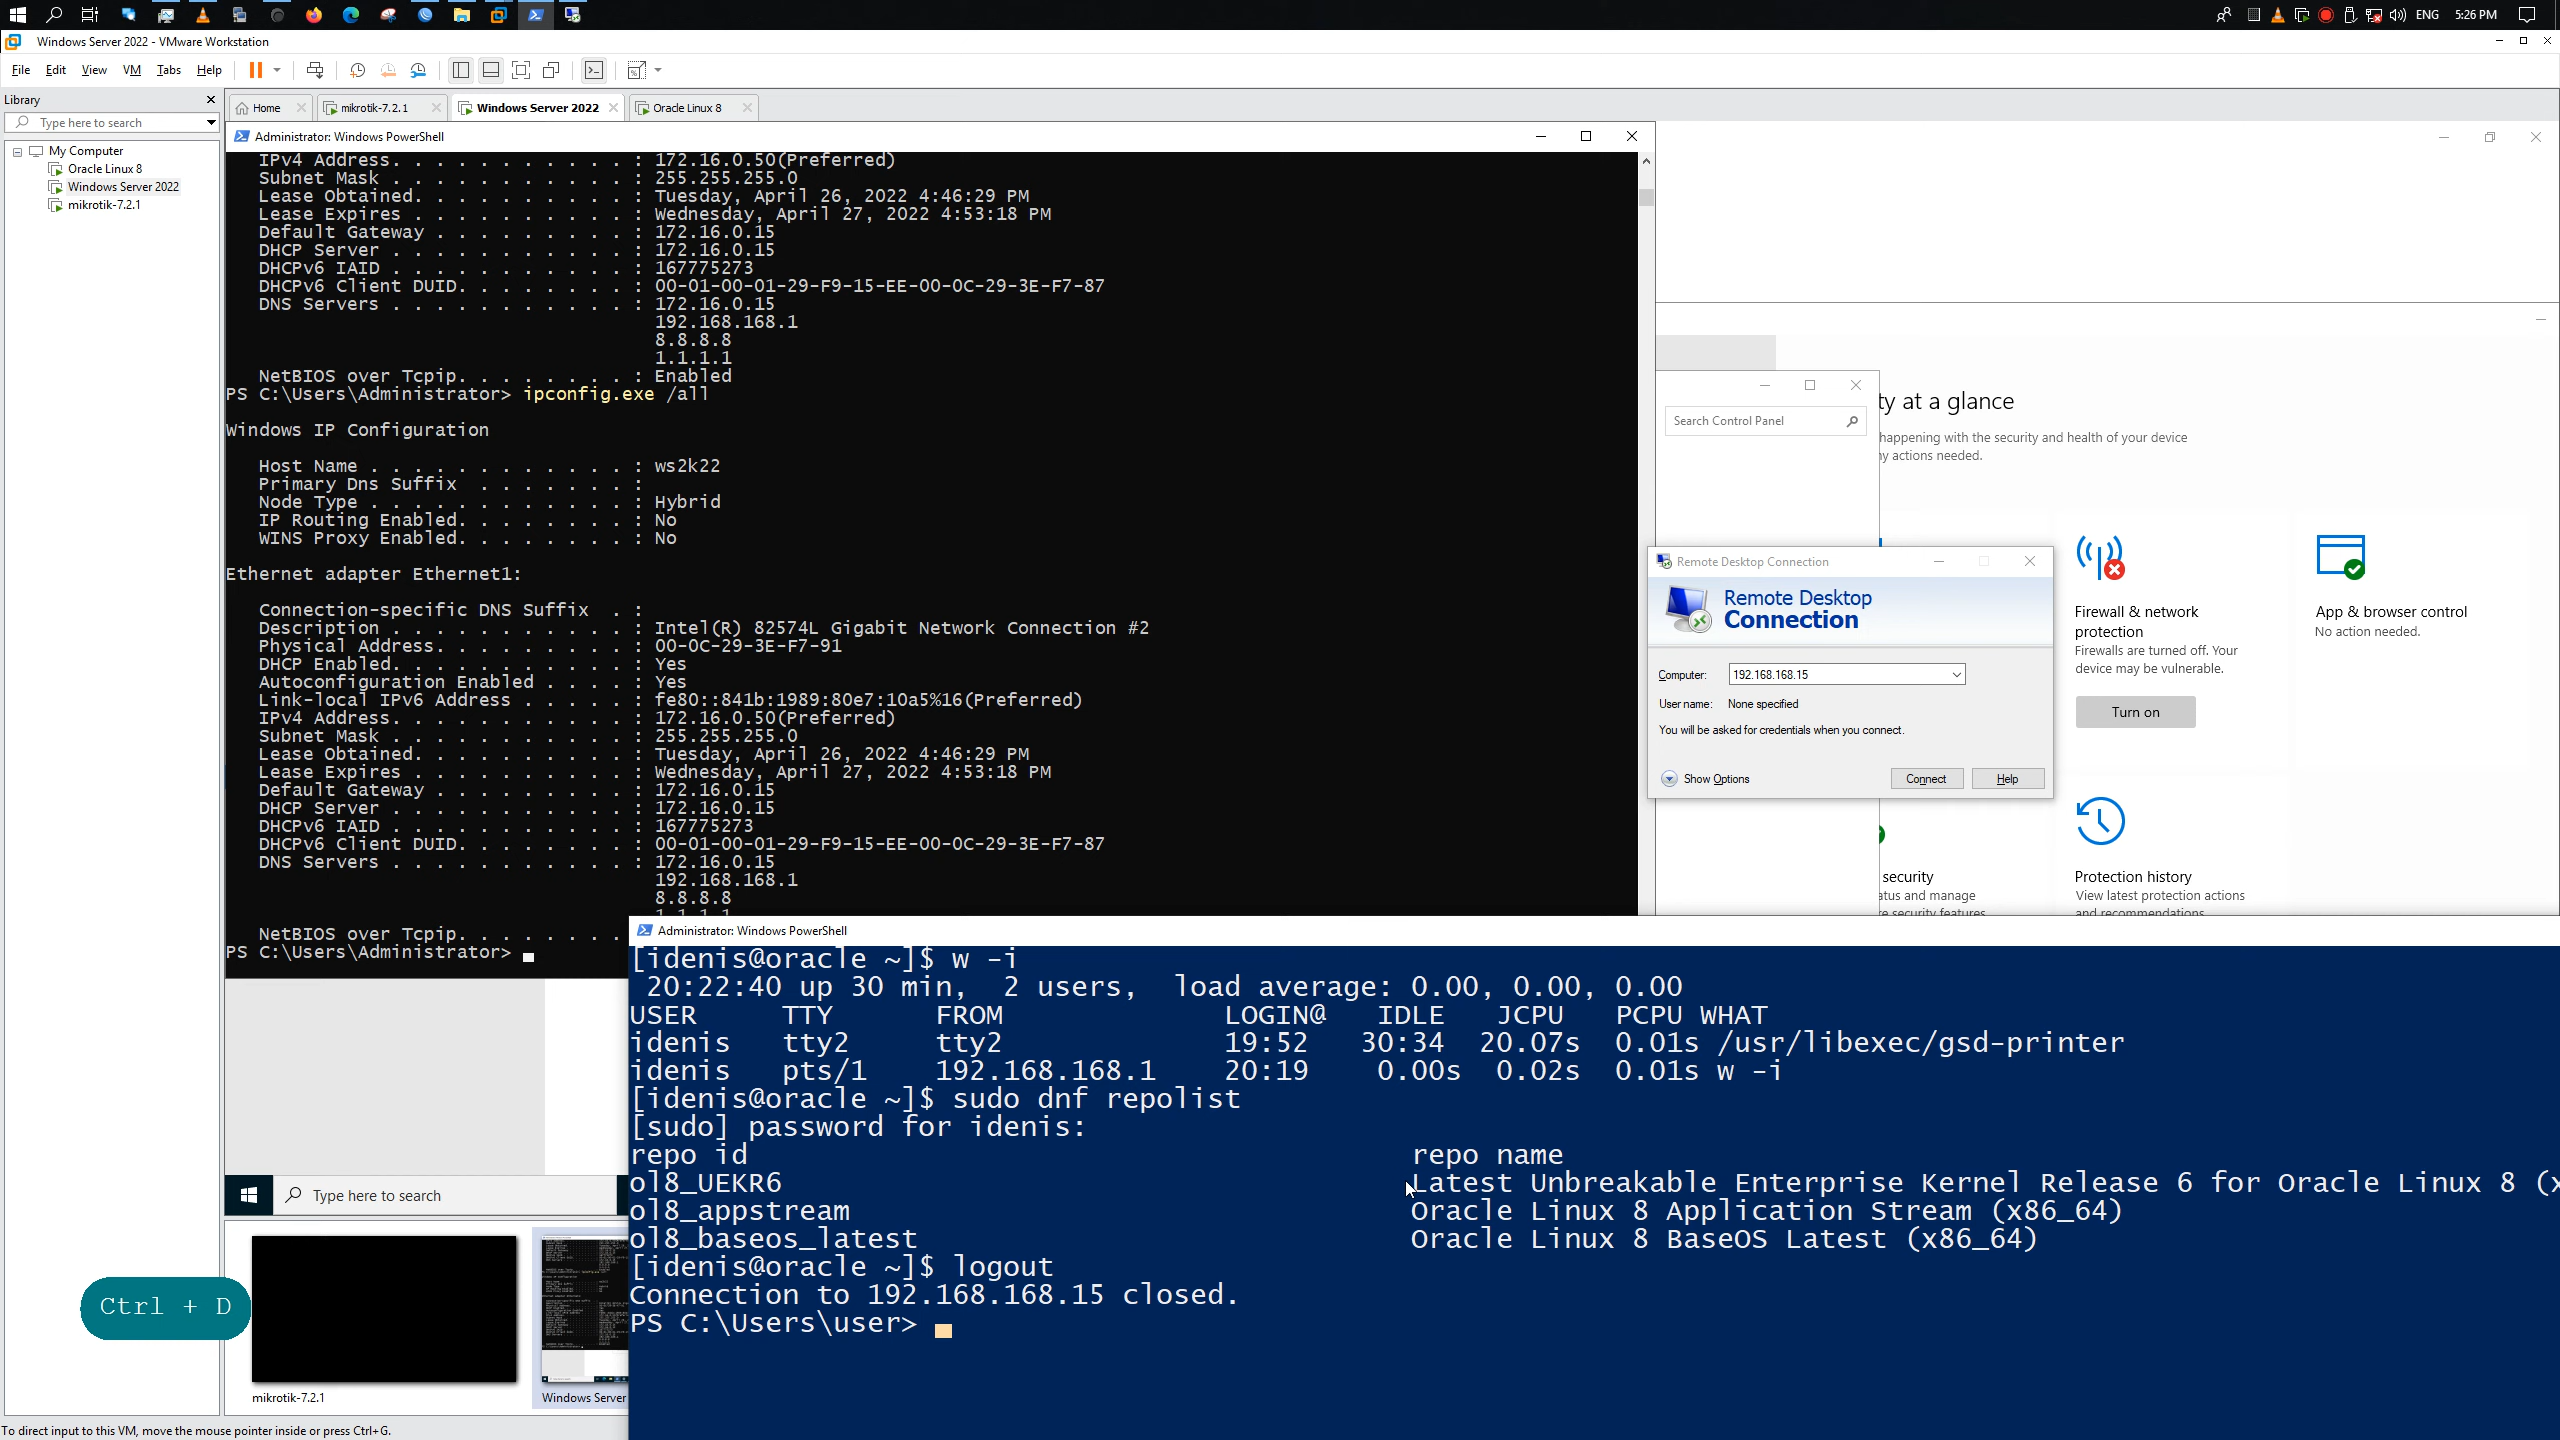 ENG
5:26 PM
Windows Server 2022 - VMware Workstation
File Edit View VM Tabs Help
Library
Type here to search
My Computer
Oracle Linux 8
Windows Server 2022
mikrotik-7.2.1
Home
mikrotik-7.2.1
Windows Server 2022
Oracle Linux 8
Administrator: Windows PowerShell
IPv4 Address. . . . . . . . . . . : 172.16.0.50(Preferred)
Subnet Mask . . . . . . . . . . . : 255.255.255.0
Lease Obtained. . . . . . . . . . : Tuesday, April 26, 2022 4:46:29 PM
Lease Expires . . . . . . . . . . : Wednesday, April 27, 2022 4:53:18 PM
Default Gateway . . . . . . . . . : 172.16.0.15
DHCP Server . . . . . . . . . . . : 172.16.0.15
DHCPv6 IAID . . . . . . . . . . . : 167775273
DHCPv6 Client DUID. . . . . . . . : 00-01-00-01-29-F9-15-EE-00-0C-29-3E-F7-87
DNS Servers . . . . . . . . . . . : 172.16.0.15
192.168.168.1
8.8.8.8
1.1.1.1
NetBIOS over Tcpip. . . . . . . . : Enabled
PS C:\Users\Administrator> ipconfig.exe /all
Windows IP Configuration
Host Name . . . . . . . . . . . . : ws2k22
Primary Dns Suffix  . . . . . . . :
Node Type . . . . . . . . . . . . : Hybrid
IP Routing Enabled. . . . . . . . : No
WINS Proxy Enabled. . . . . . . . : No
Ethernet adapter Ethernet1:
Connection-specific DNS Suffix  . :
Description . . . . . . . . . . . : Intel(R) 82574L Gigabit Network Connection #2
Physical Address. . . . . . . . . : 00-0C-29-3E-F7-91
DHCP Enabled. . . . . . . . . . . : Yes
Autoconfiguration Enabled . . . . : Yes
Link-local IPv6 Address . . . . . : fe80::841b:1989:80e7:10a5%16(Preferred)
IPv4 Address. . . . . . . . . . . : 172.16.0.50(Preferred)
Subnet Mask . . . . . . . . . . . : 255.255.255.0
Lease Obtained. . . . . . . . . . : Tuesday, April 26, 2022 4:46:29 PM
Lease Expires . . . . . . . . . . : Wednesday, April 27, 2022 4:53:18 PM
Default Gateway . . . . . . . . . : 172.16.0.15
DHCP Server . . . . . . . . . . . : 172.16.0.15
DHCPv6 IAID . . . . . . . . . . . : 167775273
DHCPv6 Client DUID. . . . . . . . : 00-01-00-01-29-F9-15-EE-00-0C-29-3E-F7-87
DNS Servers . . . . . . . . . . . : 172.16.0.15
192.168.168.1
8.8.8.8
NetBIOS over Tcpip. . . . . . .
PS C:\Users\Administrator>
ty at a glance
happening with the security and health of your device
ny actions needed.
Search Control Panel
Remote Desktop Connection
Remote Desktop
Connection
Computer: 192.168.168.15
User name: None specified
You will be asked for credentials when you connect.
Show Options
Connect
Help
Firewall & network
protection
Firewalls are turned off. Your
device may be vulnerable.
Turn on
App & browser control
No action needed.
security
atus and manage
re security features
Protection history
View latest protection actions
and recommendations
Administrator: Windows PowerShell
[idenis@oracle ~]$ w -i
20:22:40 up 30 min,  2 users,  load average: 0.00, 0.00, 0.00
USER TTY FROM LOGIN@ IDLE JCPU PCPU WHAT
idenis tty2 tty2 19:52 30:34 20.07s 0.01s /usr/libexec/gsd-printer
idenis pts/1 192.168.168.1 20:19 0.00s 0.02s 0.01s w -i
[idenis@oracle ~]$ sudo dnf repolist
[sudo] password for idenis:
repo id repo name
ol8_UEKR6 Latest Unbreakable Enterprise Kernel Release 6 for Oracle Linux 8 (x
ol8_appstream Oracle Linux 8 Application Stream (x86_64)
ol8_baseos_latest Oracle Linux 8 BaseOS Latest (x86_64)
[idenis@oracle ~]$ logout
Connection to 192.168.168.15 closed.
PS C:\Users\user>
Type here to search
Ctrl + D
mikrotik-7.2.1
Windows Server
To direct input to this VM, move the mouse pointer inside or press Ctrl+G.